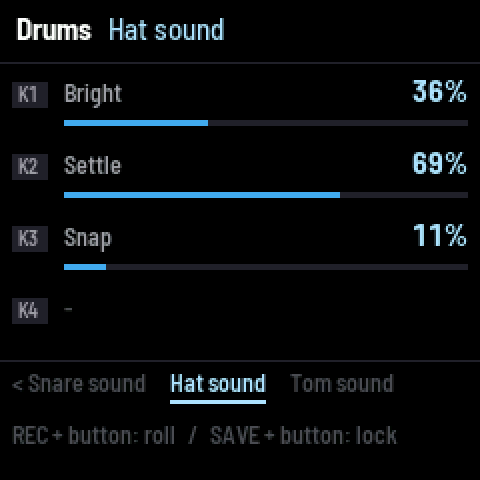 Drums Hat sound
K1 Bright 36%
K2 Settle 69%
K3 Snap 11%
K4 -
< Snare sound Hat sound Tom sound
REC + button: roll / SAVE + button: lock